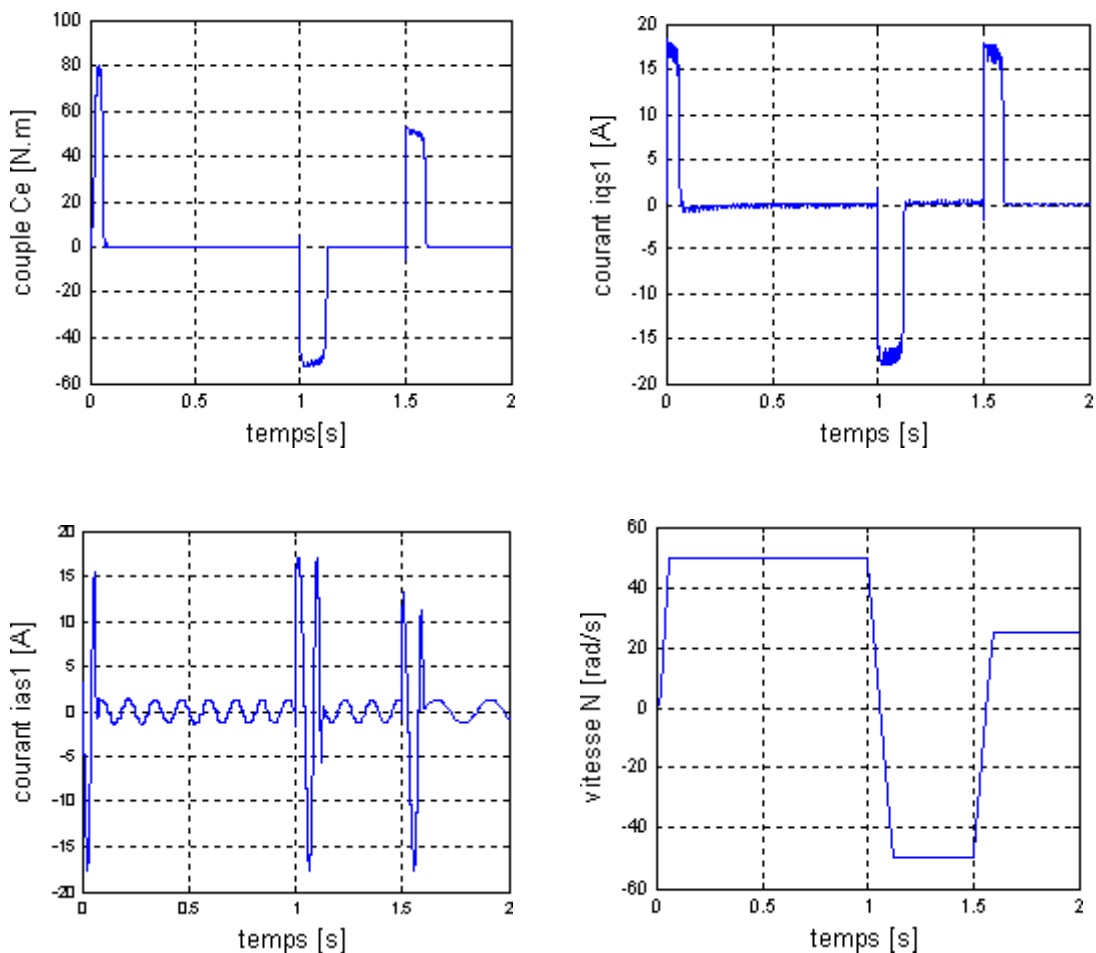 couple Ce [N.m]
100
80
60
40
20
0
-20
-40
-60
0 0.5 1 1.5 2
temps[s]
courant iqs1 [A]
20
15
10
5
0
-5
-10
-15
-20
0 0.5 1 1.5 2
temps [s]
courant ias1 [A]
20
15
10
5
0
-5
-10
-15
-20
0 0.5 1 1.5 2
temps [s]
vitesse N [rad/s]
60
40
20
0
-20
-40
-60
0 0.5 1 1.5 2
temps [s]